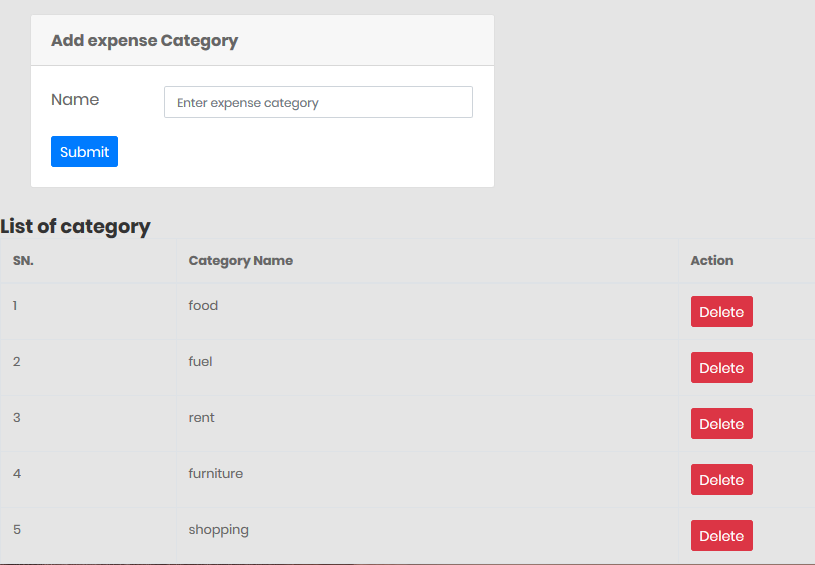 Add expense Category
Name Enter expense category
Submit
List of category
SN. Category Name Action
1 food Delete
2 fuel Delete
3 rent Delete
4 furniture Delete
5 shopping Delete